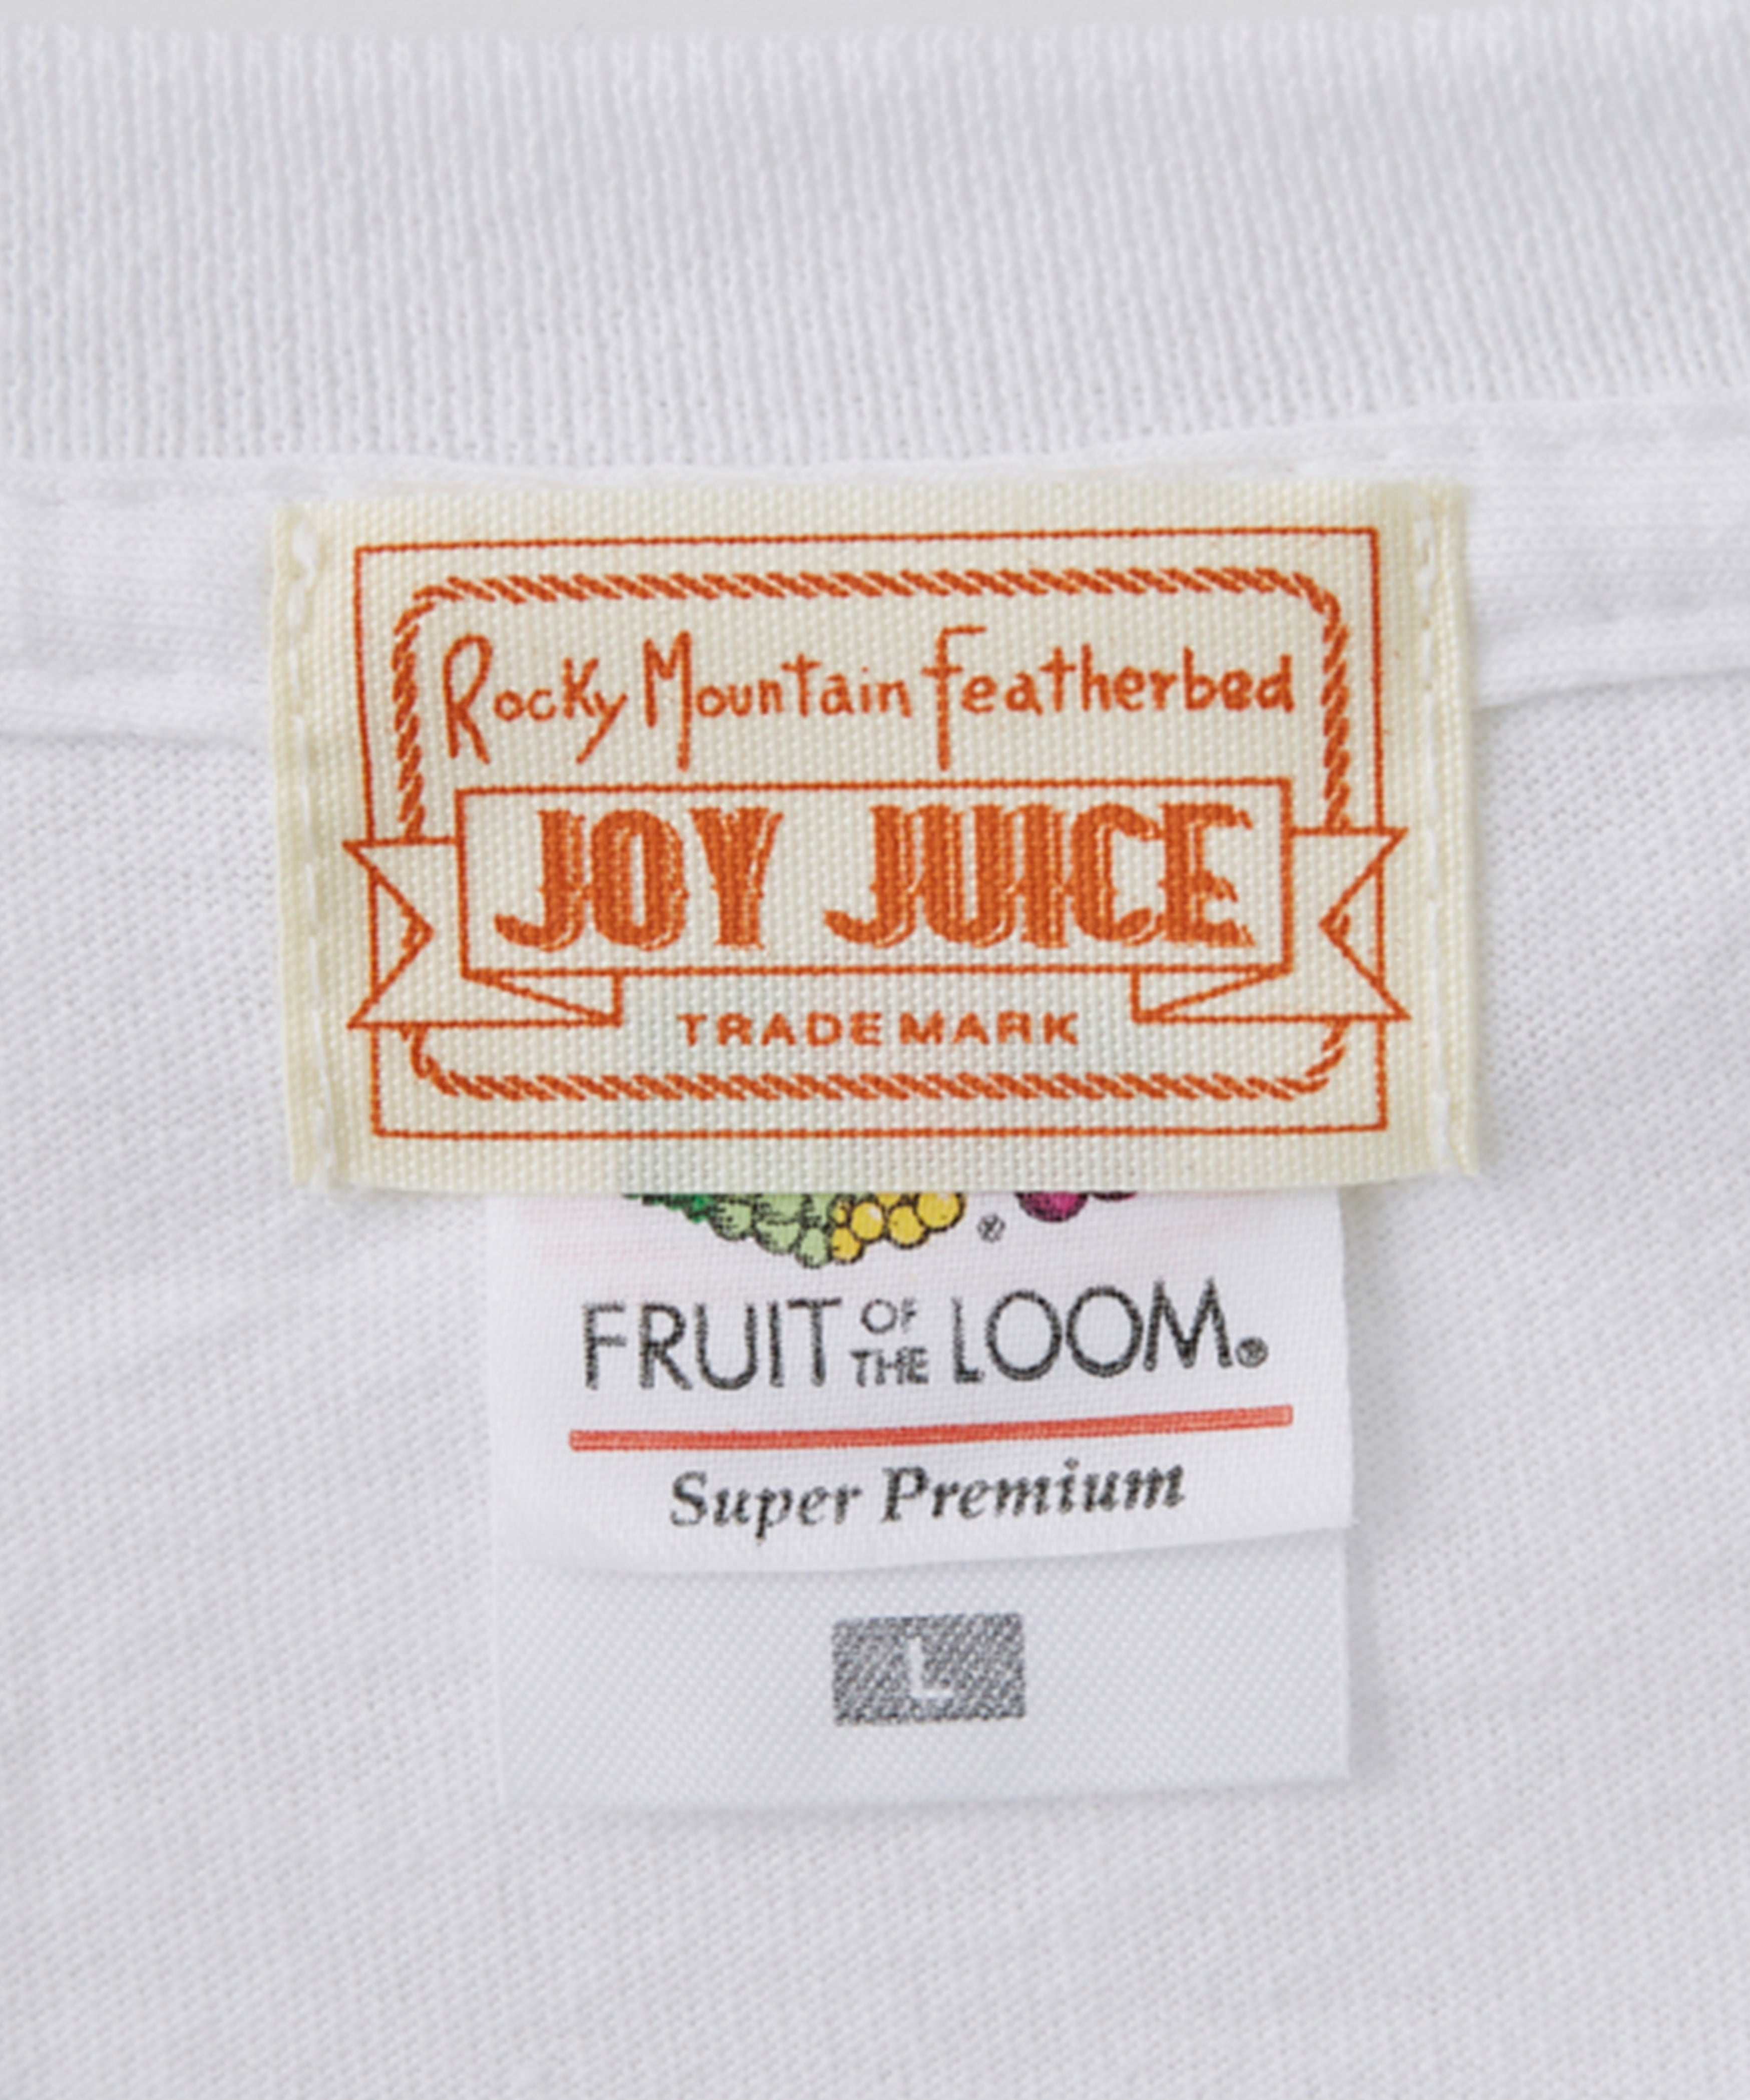 Rocky Mountain Featherbed
JOY JUICE
TRADEMARK
®
FRUIT OF THE LOOM®
Super Premium
L